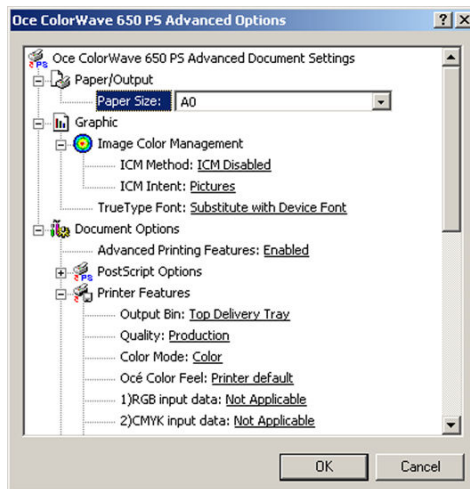 Oce ColorWave 650 PS Advanced Options
Oce ColorWave 650 PS Advanced Document Settings
Paper/Output
Paper Size: A0
Graphic
Image Color Management
ICM Method: ICM Disabled
ICM Intent: Pictures
TrueType Font: Substitute with Device Font
Document Options
Advanced Printing Features: Enabled
PostScript Options
Printer Features
Output Bin: Top Delivery Tray
Quality: Production
Color Mode: Color
Océ Color Feel: Printer default
1)RGB input data: Not Applicable
2)CMYK input data: Not Applicable
OK Cancel